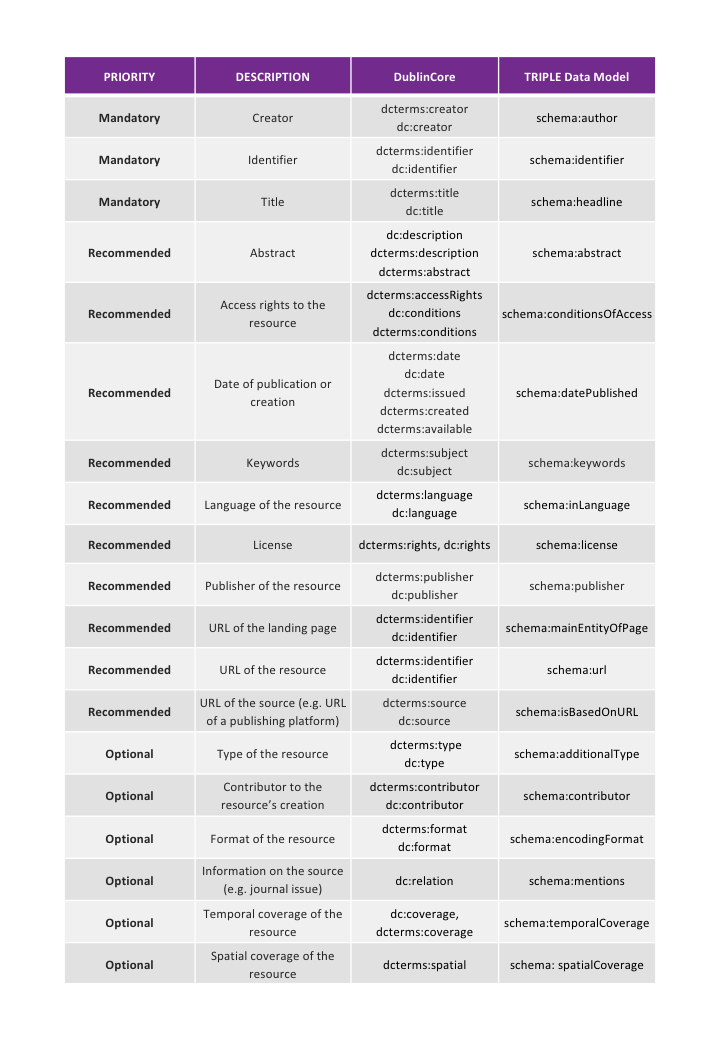 PRIORITY DESCRIPTION DublinCore TRIPLE Data Model
Mandatory Creator dcterms:creator
dc:creator schema:author
Mandatory Identifier dcterms:identifier
dc:identifier schema:identifier
Mandatory Title dcterms:title
dc:title schema:headline
Recommended Abstract dc:description
dcterms:description
dcterms:abstract schema:abstract
Recommended Access rights to the
resource dcterms:accessRights
dc:conditions
dcterms:conditions schema:conditionsOfAccess
Recommended Date of publication or
creation dcterms:date
dc:date
dcterms:issued
dcterms:created
dcterms:available schema:datePublished
Recommended Keywords dcterms:subject
dc:subject schema:keywords
Recommended Language of the resource dcterms:language
dc:language schema:inLanguage
Recommended License dcterms:rights, dc:rights schema:license
Recommended Publisher of the resource dcterms:publisher
dc:publisher schema:publisher
Recommended URL of the landing page dcterms:identifier
dc:identifier schema:mainEntityOfPage
Recommended URL of the resource dcterms:identifier
dc:identifier schema:url
Recommended URL of the source (e.g. URL
of a publishing platform) dcterms:source
dc:source schema:isBasedOnURL
Optional Type of the resource dcterms:type
dc:type schema:additionalType
Optional Contributor to the
resource’s creation dcterms:contributor
dc:contributor schema:contributor
Optional Format of the resource dcterms:format
dc:format schema:encodingFormat
Optional Information on the source
(e.g. journal issue) dc:relation schema:mentions
Optional Temporal coverage of the
resource dc:coverage,
dcterms:coverage schema:temporalCoverage
Optional Spatial coverage of the
resource dcterms:spatial schema: spatialCoverage